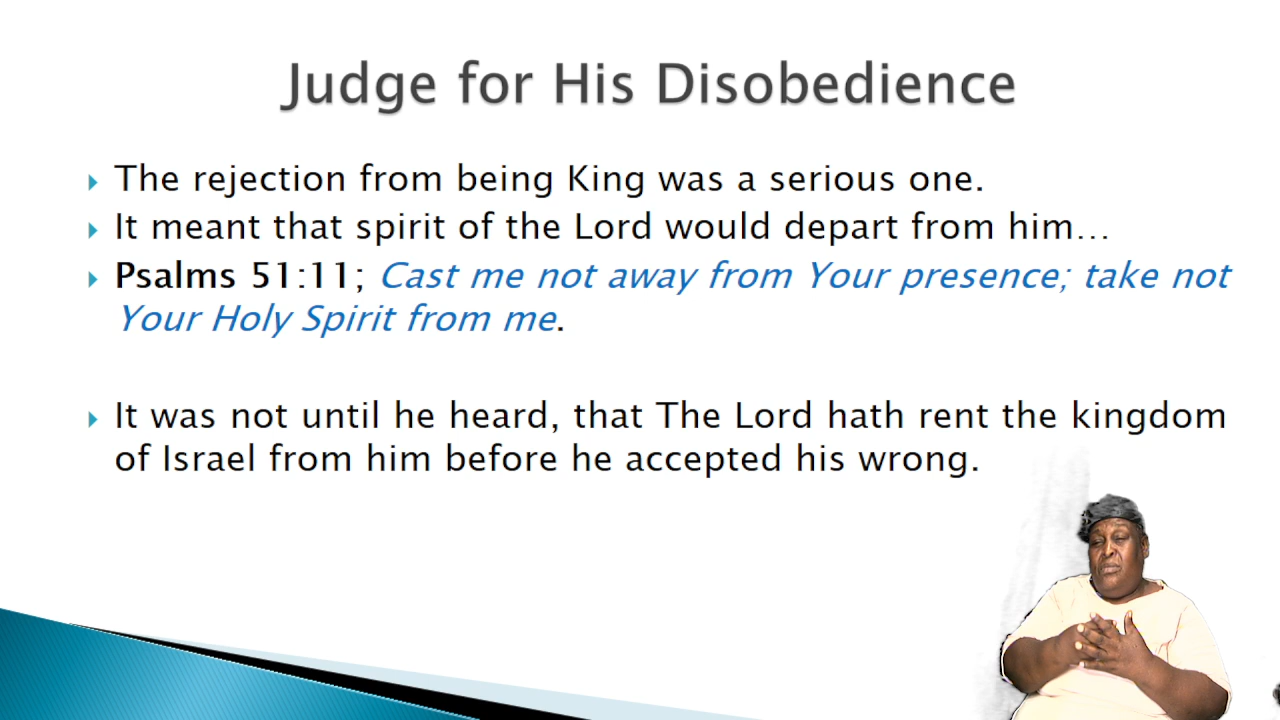 Judge for His Disobedience
The rejection from being King was a serious one.
It meant that spirit of the Lord would depart from him…
Psalms 51:11; Cast me not away from Your presence; take not
Your Holy Spirit from me.
It was not until he heard, that The Lord hath rent the kingdom
of Israel from him before he accepted his wrong.